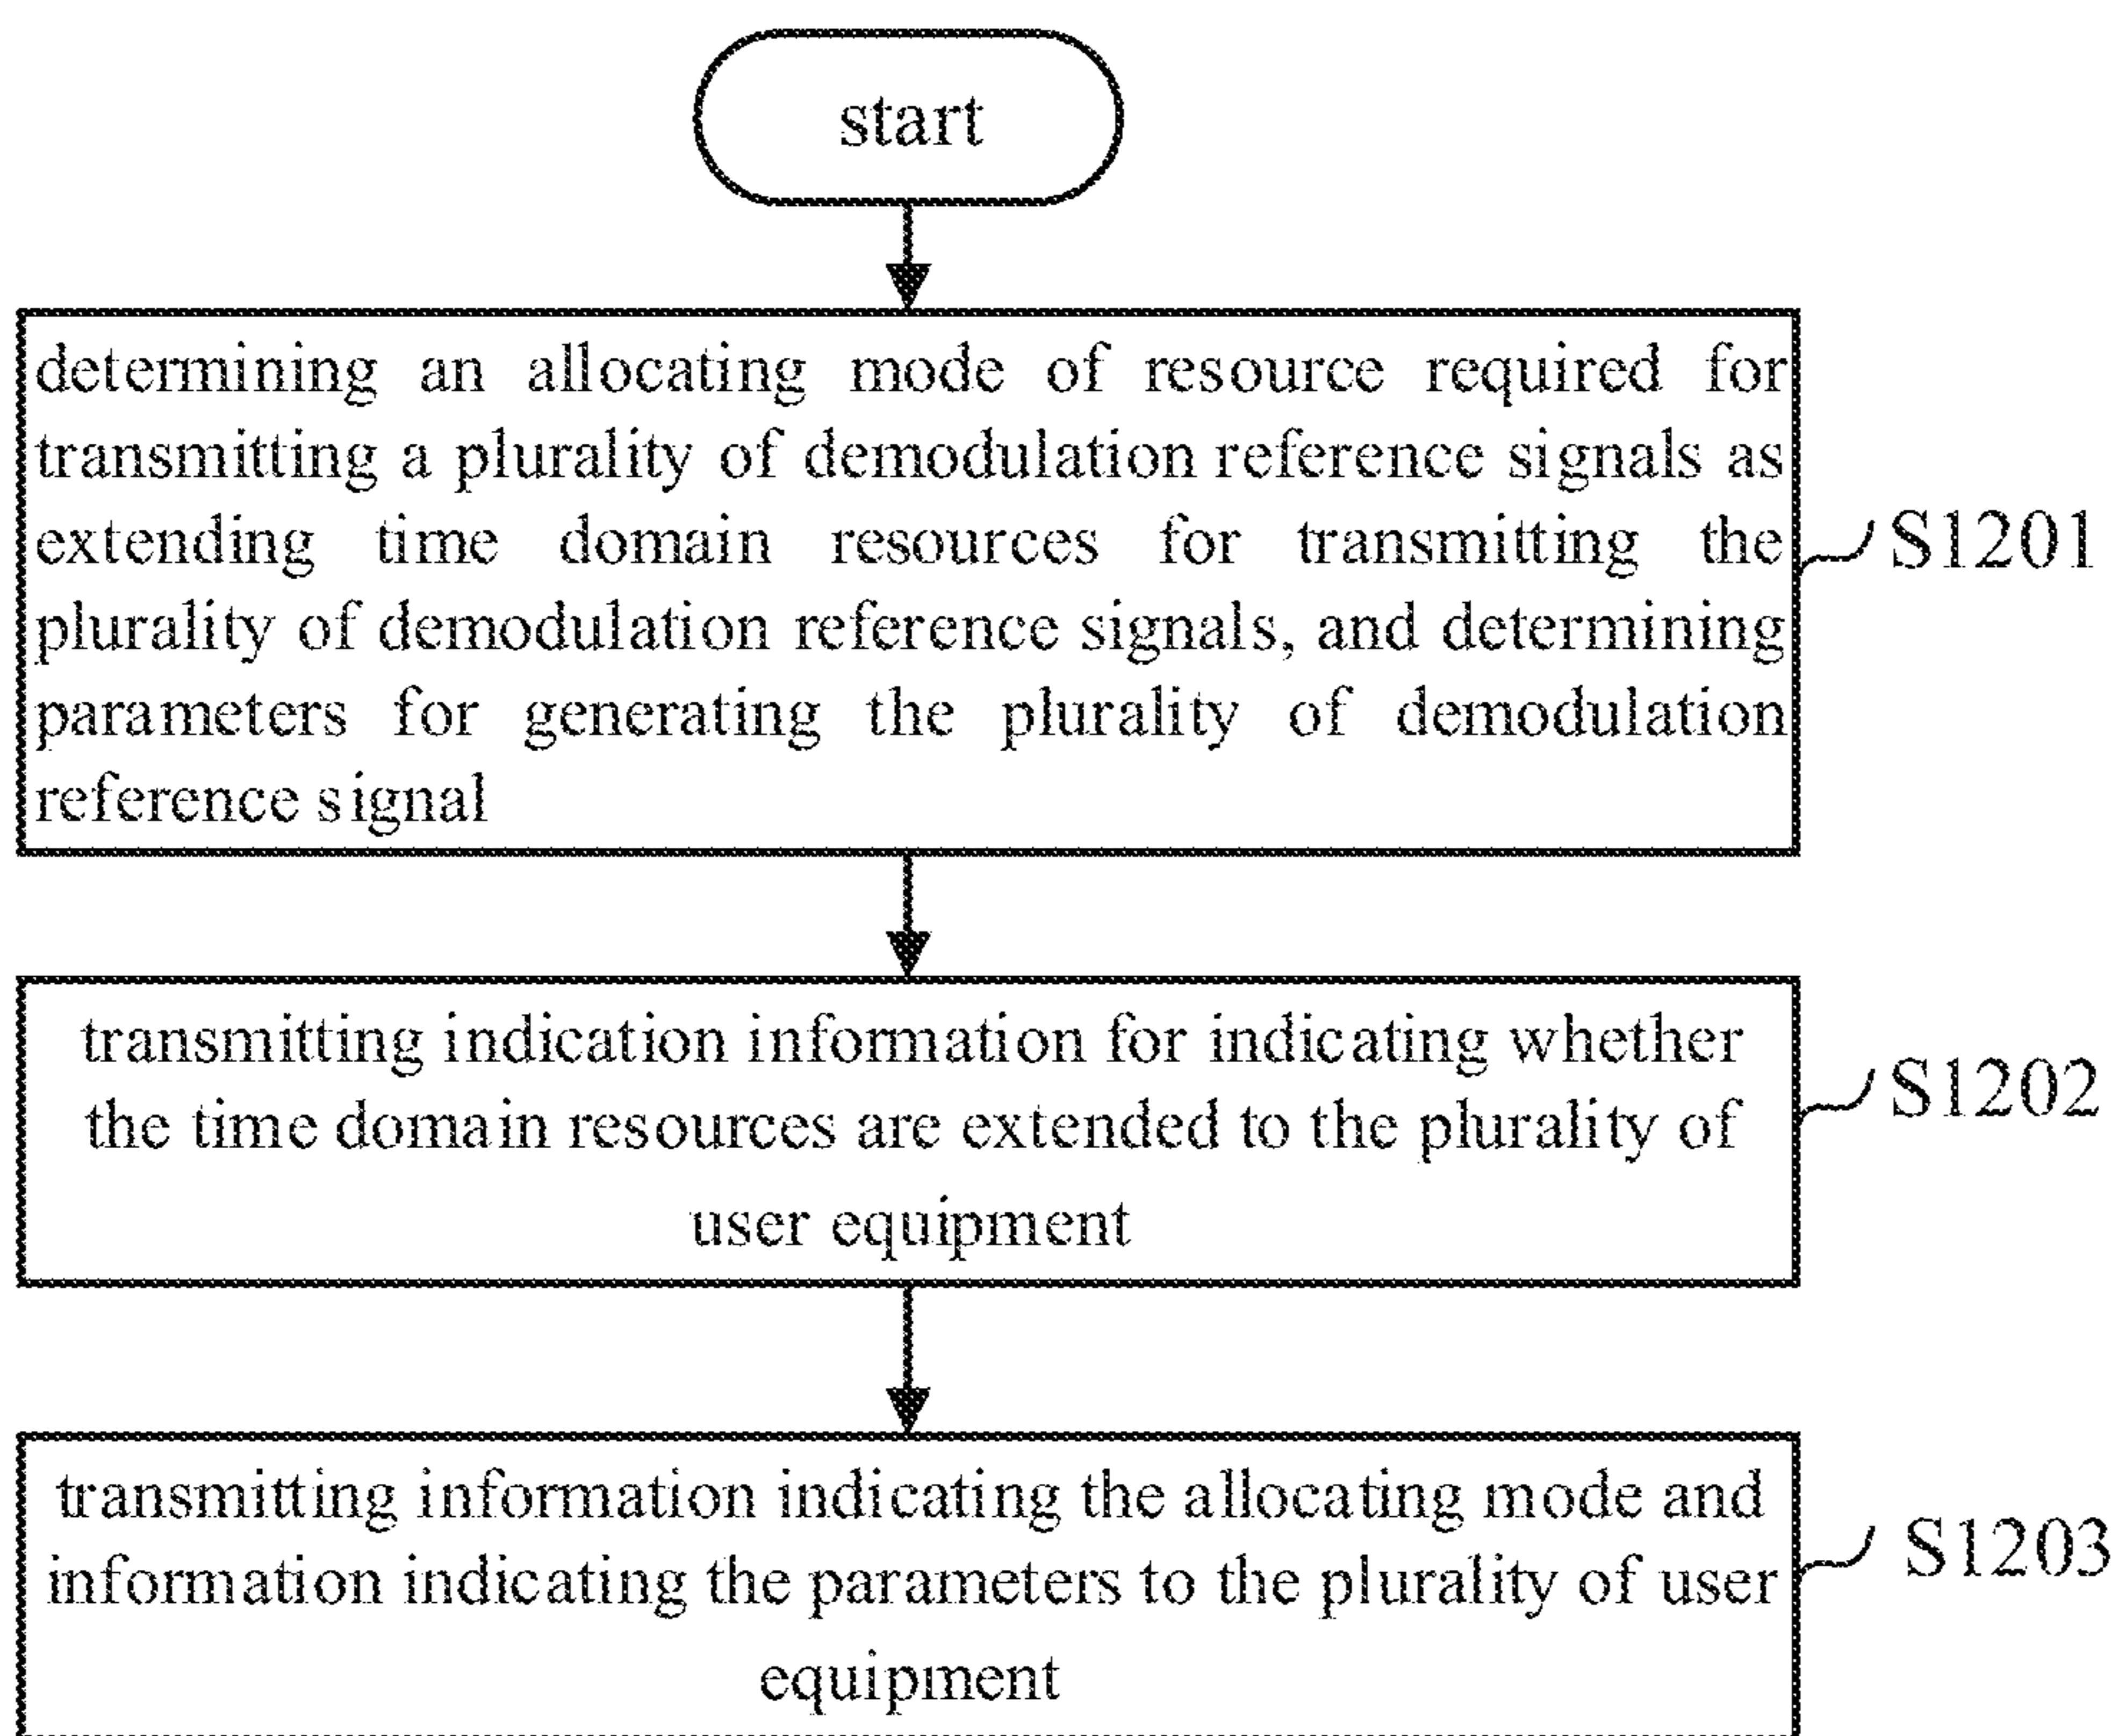 start
determining an allocating mode of resource required for
transmitting a plurality of demodulation reference signals as
extending time domain resources for transmitting the
plurality of demodulation reference signals, and determining
parameters for generating the plurality of demodulation
reference signal
S1201
transmitting indication information for indicating whether
the time domain resources are extended to the plurality of
user equipment
S1202
transmitting information indicating the allocating mode and
information indicating the parameters to the plurality of user
equipment
S1203